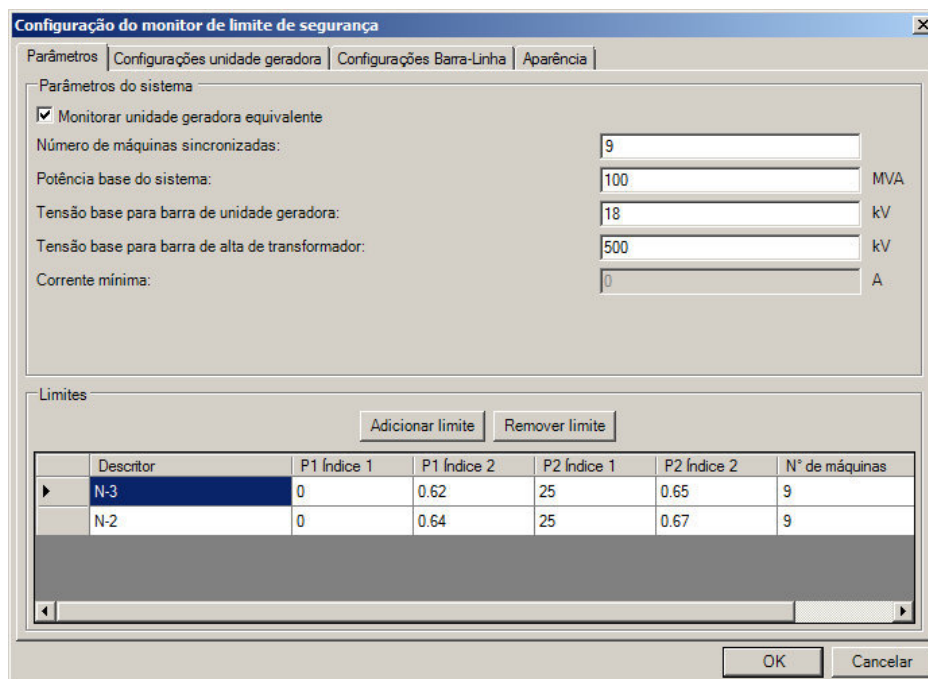 Configuração do monitor de limite de segurança
Parâmetros Configurações unidade geradora Configurações Barra-Linha Aparência
Parâmetros do sistema
Monitorar unidade geradora equivalente
Número de máquinas sincronizadas: 9
Potência base do sistema: 100 MVA
Tensão base para barra de unidade geradora: 18 kV
Tensão base para barra de alta de transformador: 500 kV
Corrente mínima: 0 A
Limites
Adicionar limite Remover limite
Descritor P1 Índice 1 P1 Índice 2 P2 Índice 1 P2 Índice 2 N° de máquinas
N-3 0 0.62 25 0.65 9
N-2 0 0.64 25 0.67 9
OK Cancelar